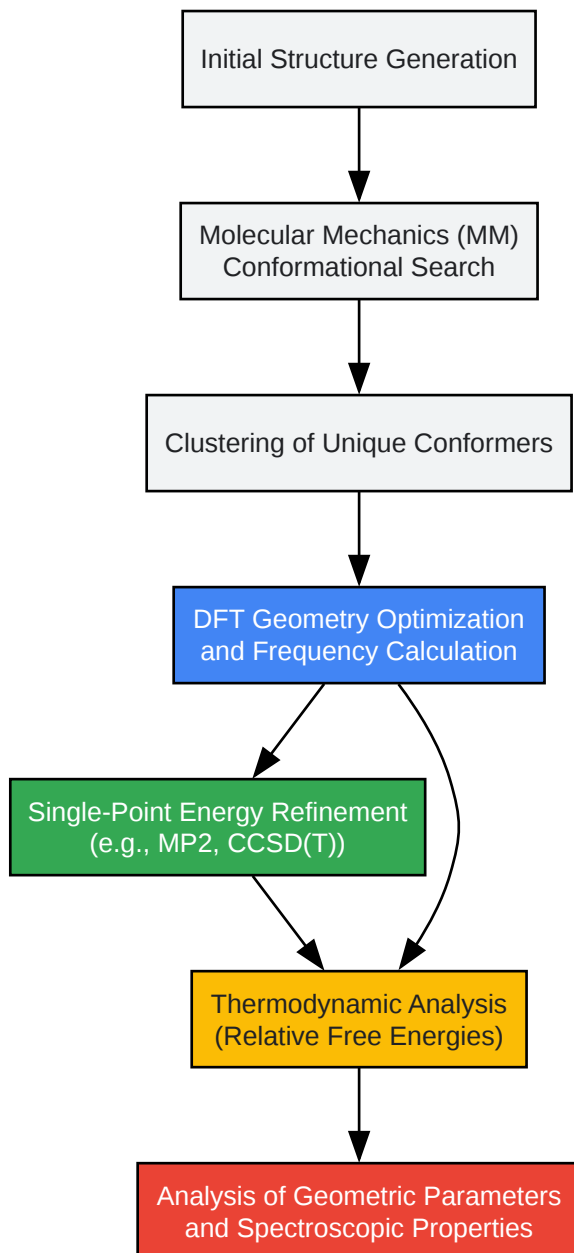 Initial Structure Generation
Molecular Mechanics (MM)
Conformational Search
Clustering of Unique Conformers
DFT Geometry Optimization
and Frequency Calculation
Single-Point Energy Refinement
(e.g., MP2, CCSD(T))
Thermodynamic Analysis
(Relative Free Energies)
Analysis of Geometric Parameters
and Spectroscopic Properties